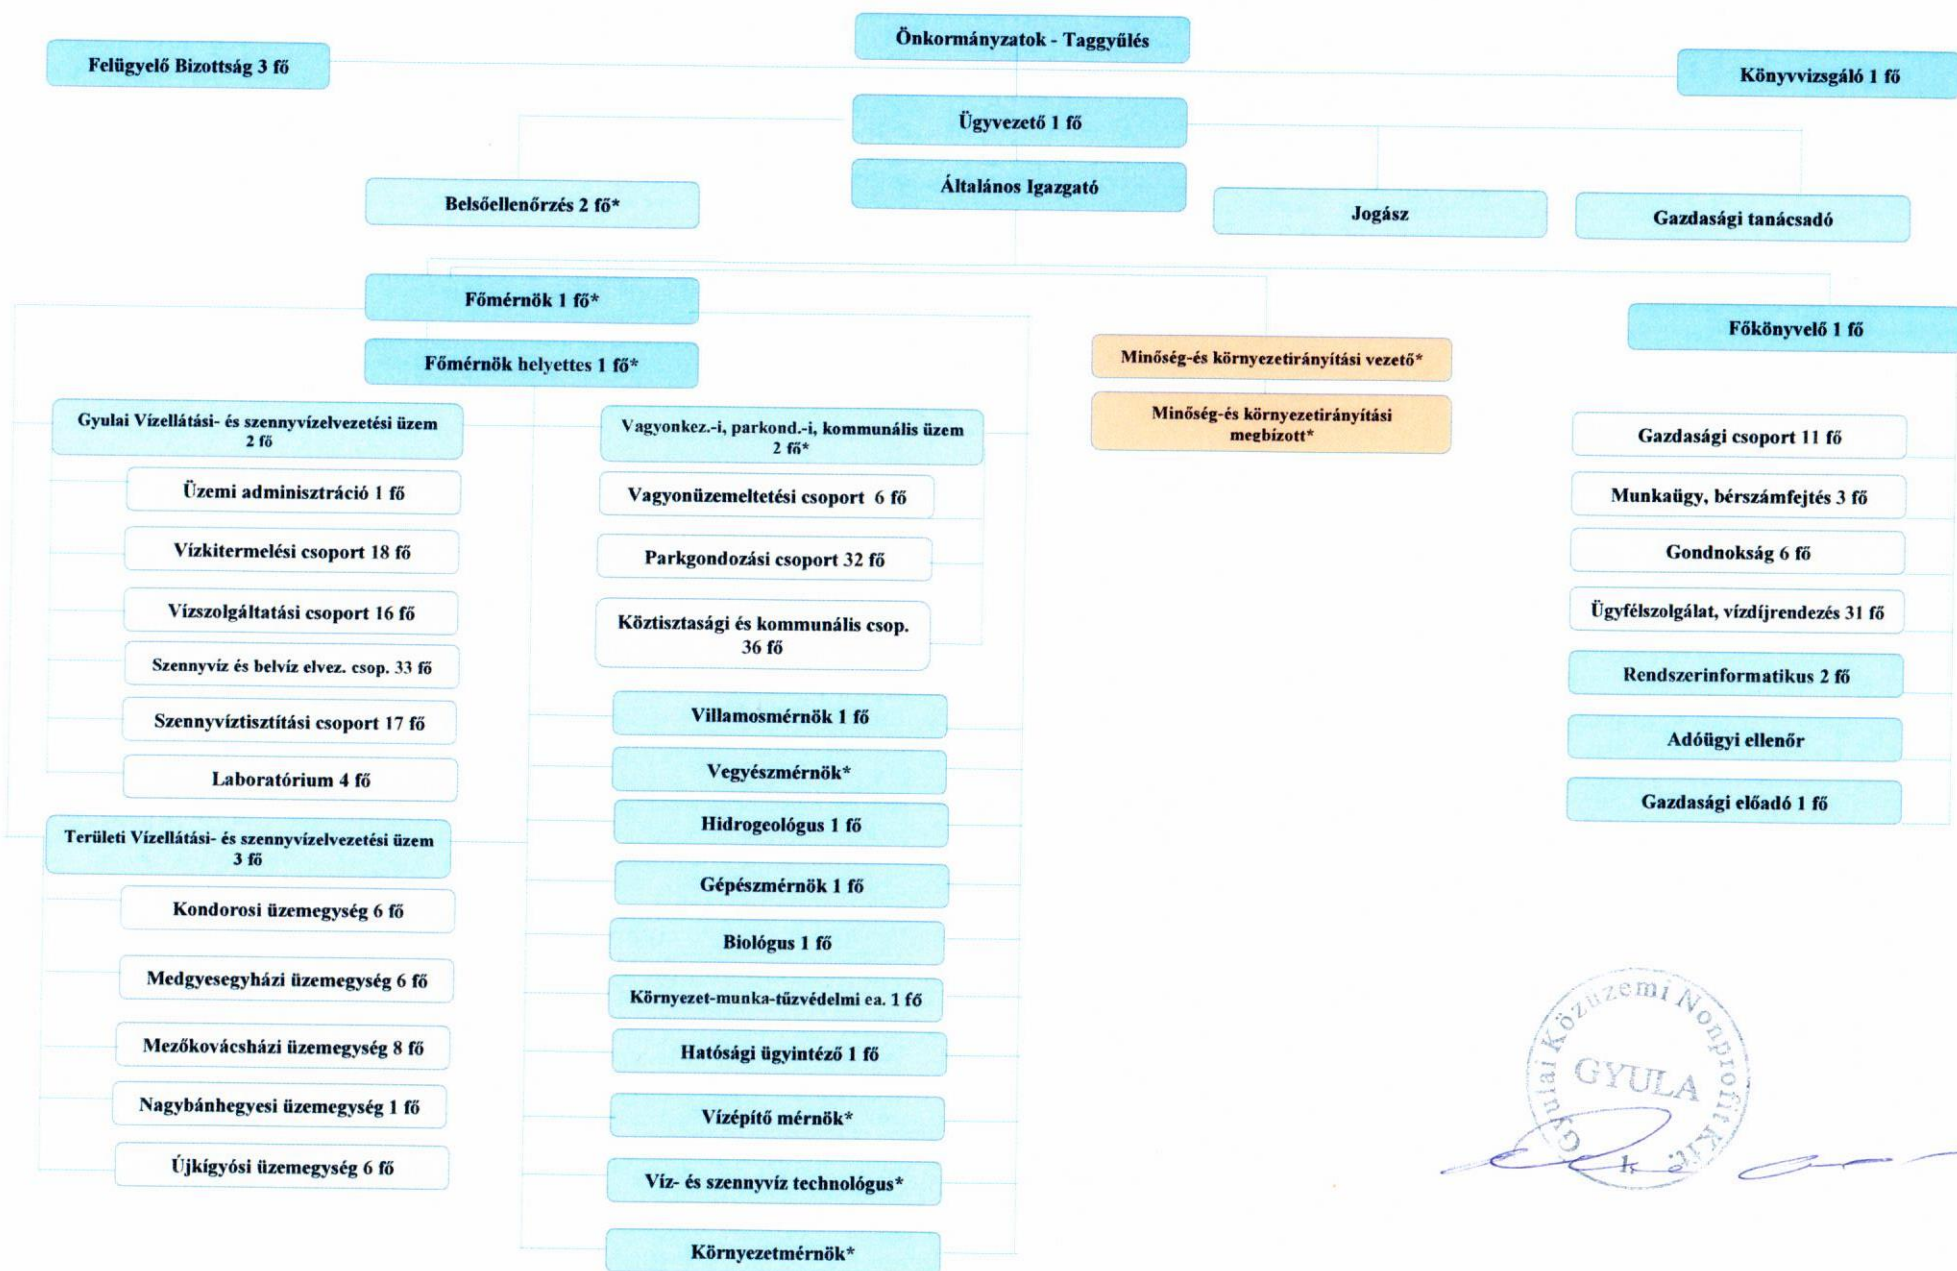 Önkormányzatok - Taggyűlés
Felügyelő Bizottság 3 fő
Könyvvizsgáló 1 fő
Ügyvezető 1 fő
Általános Igazgató
Belsőellenőrzés 2 fő*
Jogász
Gazdasági tanácsadó
Főmérnök 1 fő*
Főmérnök helyettes 1 fő*
Minőség-és környezetirányítási vezető*
Minőség-és környezetirányítási
megbízott*
Főkönyvelő 1 fő
Gyulai Vízellátási- és szennyvízelvezetési üzem
2 fő
Üzemi adminisztráció 1 fő
Vízkitermelési csoport 18 fő
Vízszolgáltatási csoport 16 fő
Szennyvíz és belvíz elvez. csop. 33 fő
Szennyvíztisztítási csoport 17 fő
Laboratórium 4 fő
Területi Vízellátási- és szennyvízelvezetési üzem
3 fő
Kondorosi üzemegység 6 fő
Medgyesegyházi üzemegység 6 fő
Mezőkovácsházi üzemegység 8 fő
Nagybánhegyesi üzemegység 1 fő
Újkígyósi üzemegység 6 fő
Vagyonkez.-i, parkond.-i, kommunális üzem
2 fő*
Vagyonüzemeltetési csoport 6 fő
Parkgondozási csoport 32 fő
Köztisztasági és kommunális csop.
36 fő
Villamosmérnök 1 fő
Vegyészmérnök*
Hidrogeológus 1 fő
Gépészmérnök 1 fő
Biológus 1 fő
Környezet-munka-tűzvédelmi ea. 1 fő
Hatósági ügyintéző 1 fő
Vízépítő mérnök*
Víz- és szennyvíz technológus*
Környezetmérnök*
Gazdasági csoport 11 fő
Munkaügy, bérszámfejtés 3 fő
Gondnokság 6 fő
Ügyfélszolgálat, vízdíjrendezés 31 fő
Rendszerinformatikus 2 fő
Adóügyi ellenőr
Gazdasági előadó 1 fő
Gyulai Közüzemi Nonprofit Kft.
GYULA